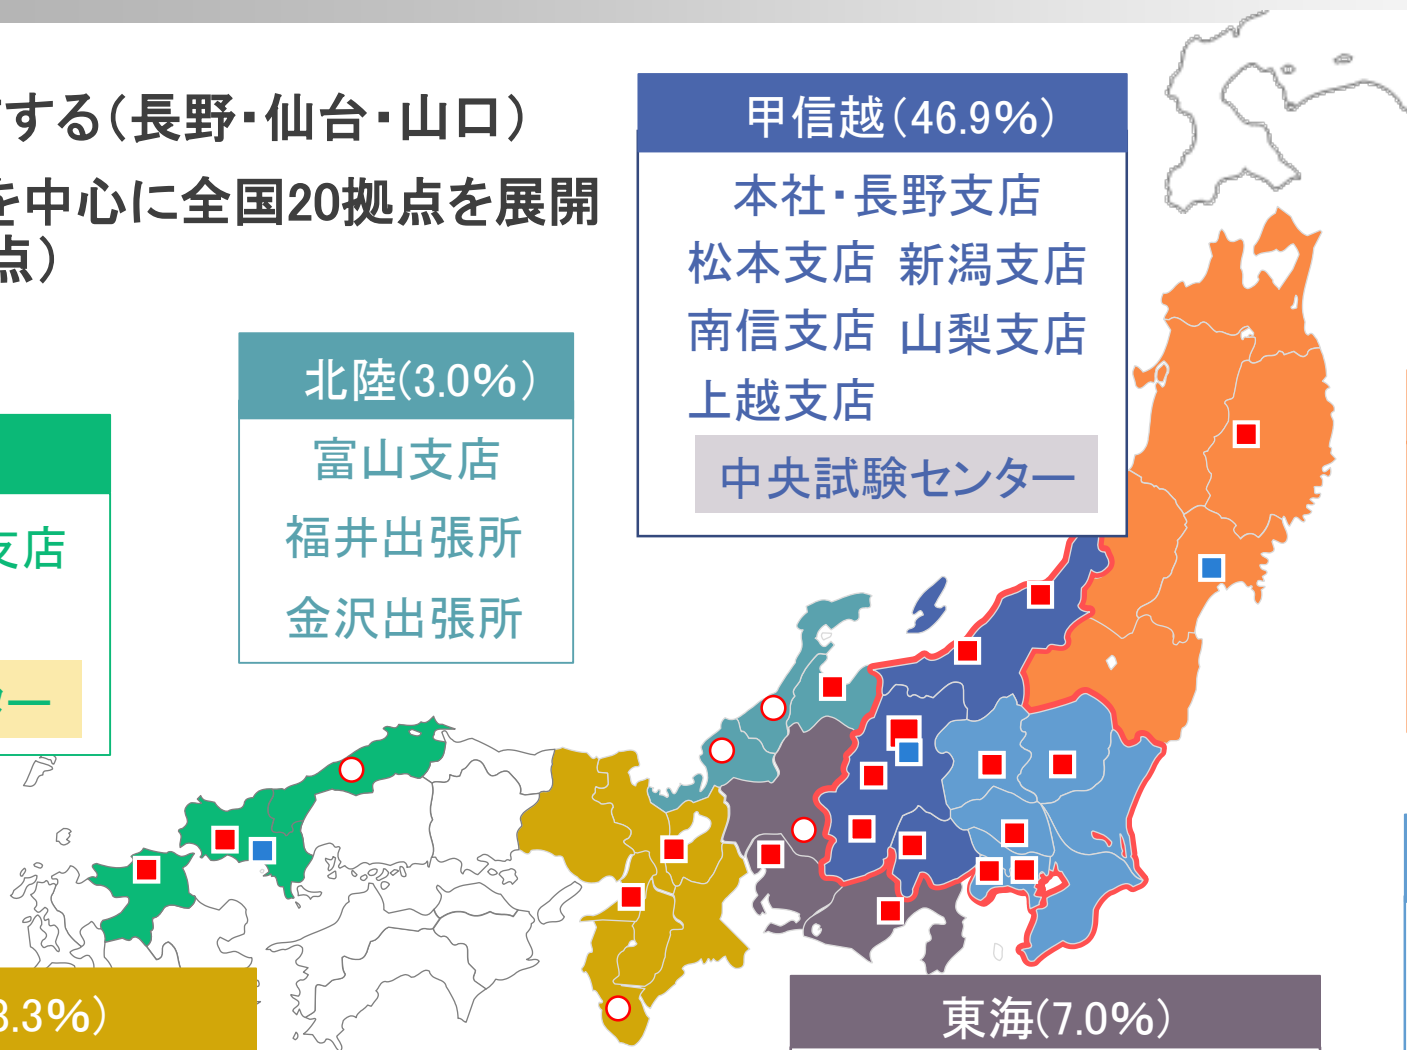 する（長野・仙台・山口）
を中心に全国20拠点を展開
点）
甲信越（46.9％）
本社・長野支店
松本支店 新潟支店
南信支店 山梨支店
上越支店
中央試験センター
北陸(3.0％）
富山支店
福井出張所
金沢出張所
支店
ター
3.3％）
東海(7.0％）